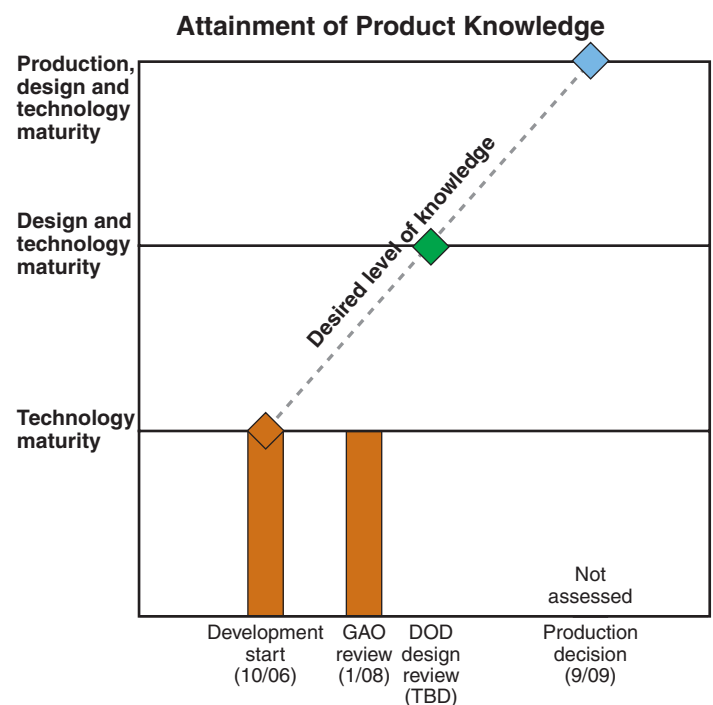 Attainment of Product Knowledge
Production,
design and
technology
maturity
Desired level of knowledge
Design and
technology
maturity
Technology
maturity
Not
assessed
Development
start
(10/06)
GAO
review
(1/08)
DOD
design
review
(TBD)
Production
decision
(9/09)